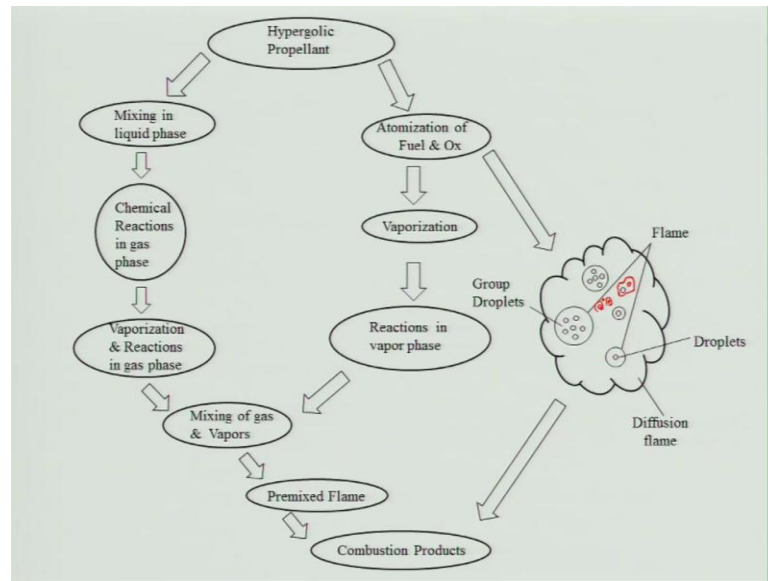 Hypergolic
Propellant
Mixing in
liquid phase
Atomization of
Fuel & Ox
Chemical
Reactions
in gas
phase
Vaporization
Flame
Group
Droplets
Vaporization
& Reactions
in gas phase
Reactions in
vapor phase
Droplets
Mixing of gas
& Vapors
Diffusion
flame
Premixed Flame
Combustion Products